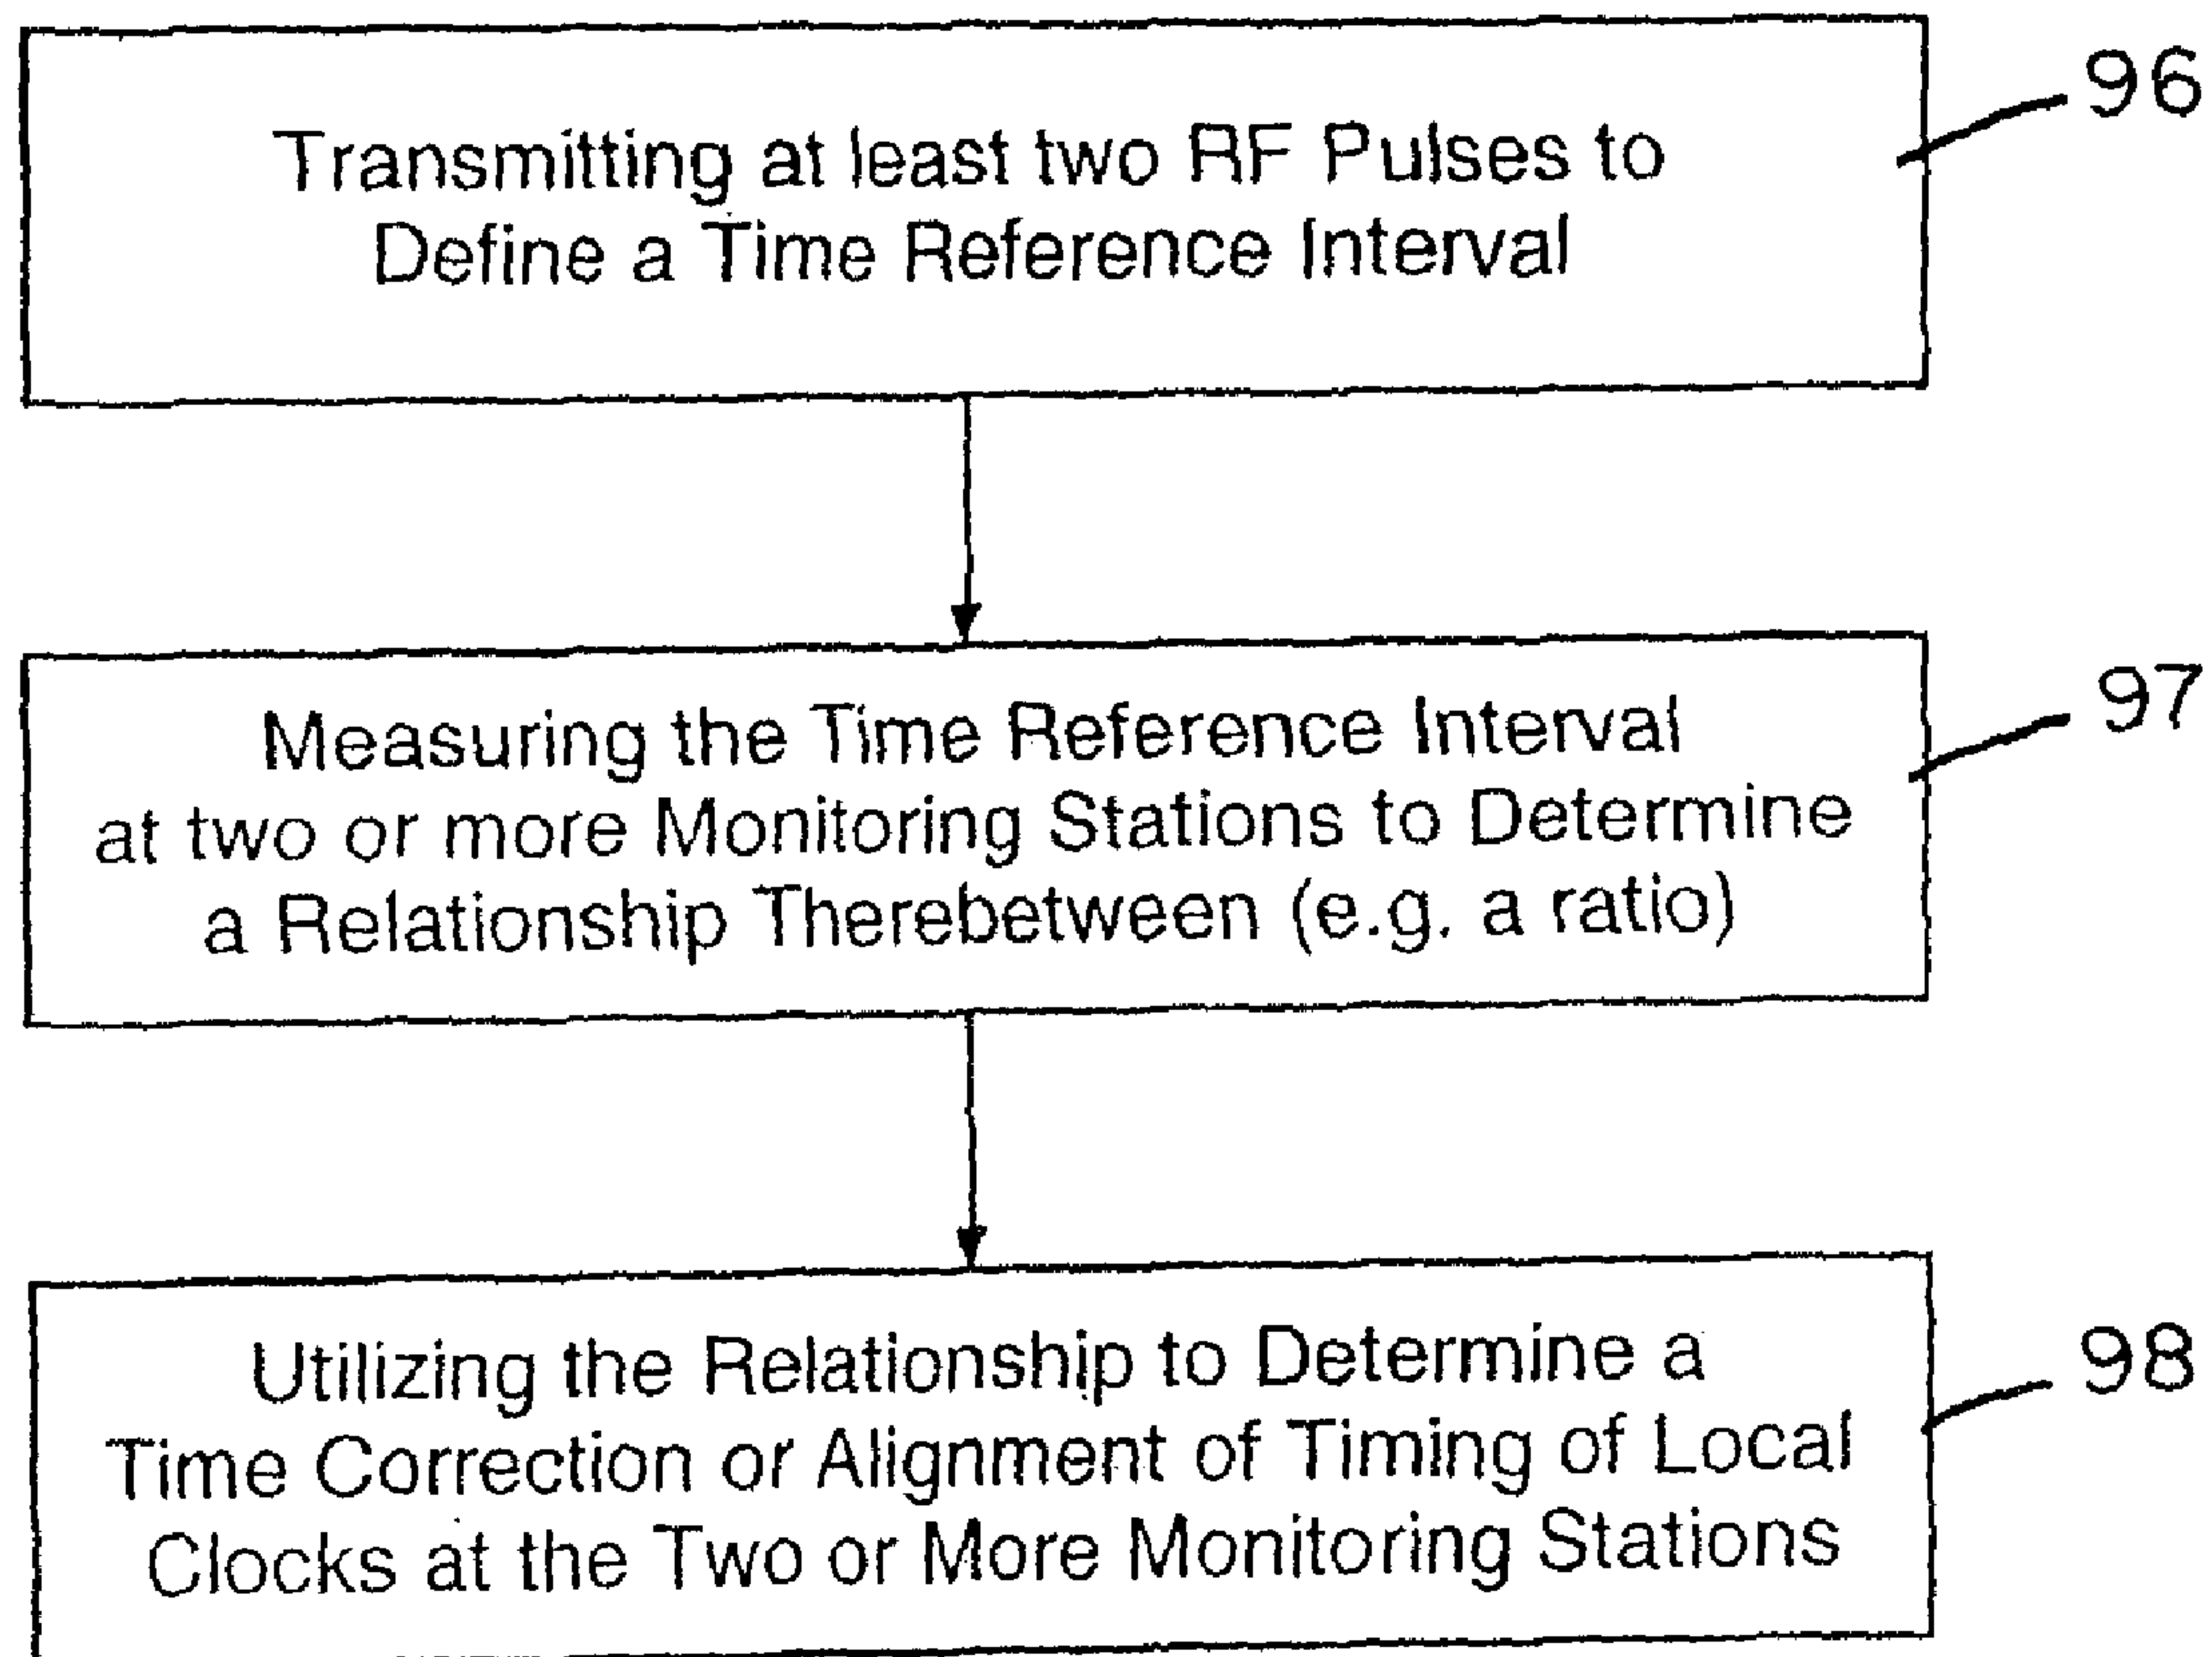 Transmitting at least two RF Pulses to
Define a Time Reference Interval
96
Measuring the Time Reference Interval
at two or more Monitoring Stations to Determine
a Relationship Therebetween (e.g. a ratio)
97
Utilizing the Relationship to Determine a
Time Correction or Alignment of Timing of Local
Clocks at the Two or More Monitoring Stations
98